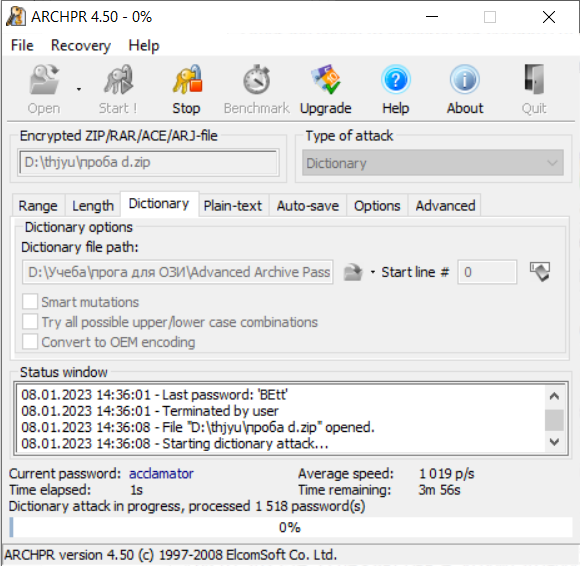 ARCHPR 4.50 - 0%
File Recovery Help
Open Start ! Stop Benchmark Upgrade Help About Quit
Encrypted ZIP/RAR/ACE/ARJ-file Type of attack
D:\thjyu\проба d.zip Dictionary
Range Length Dictionary Plain-text Auto-save Options Advanced
Dictionary options
Dictionary file path:
D:\Учеба\прога для ОЗИ\Advanced Archive Pass Start line # 0
Smart mutations
Try all possible upper/lower case combinations
Convert to OEM encoding
Status window
08.01.2023 14:36:01 - Last password: 'BEtt'
08.01.2023 14:36:01 - Terminated by user
08.01.2023 14:36:08 - File "D:\thjyu\проба d.zip" opened.
08.01.2023 14:36:08 - Starting dictionary attack...
Current password: acclamator Average speed: 1 019 p/s
Time elapsed: 1s Time remaining: 3m 56s
Dictionary attack in progress, processed 1 518 password(s)
0%
ARCHPR version 4.50 (c) 1997-2008 ElcomSoft Co. Ltd.